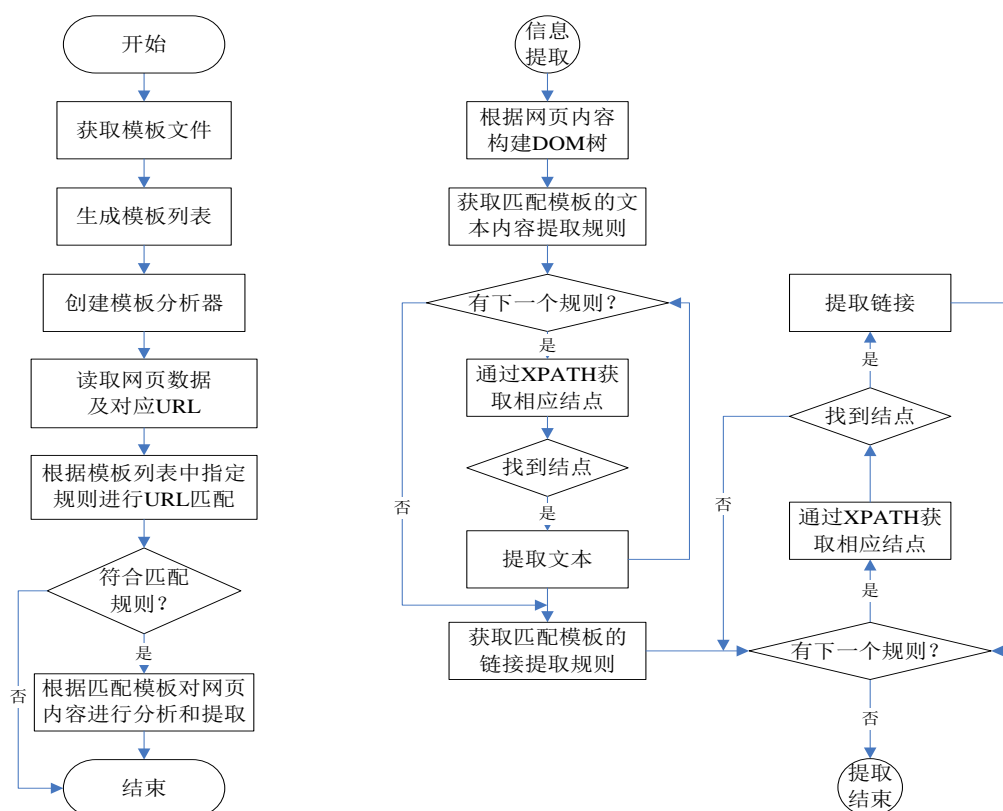 开始
获取模板文件
生成模板列表
创建模板分析器
读取网页数据
及对应URL
根据模板列表中指定
规则进行URL匹配
符合匹配
规则?
是
否
根据匹配模板对网页
内容进行分析和提取
结束
信息
提取
根据网页内容
构建DOM树
获取匹配模板的文
本内容提取规则
有下一个规则?
是
通过XPATH获
取相应结点
找到结点
否
是
提取文本
获取匹配模板的
链接提取规则
提取链接
是
找到结点
否
通过XPATH获
取相应结点
是
有下一个规则?
否
提取
结束